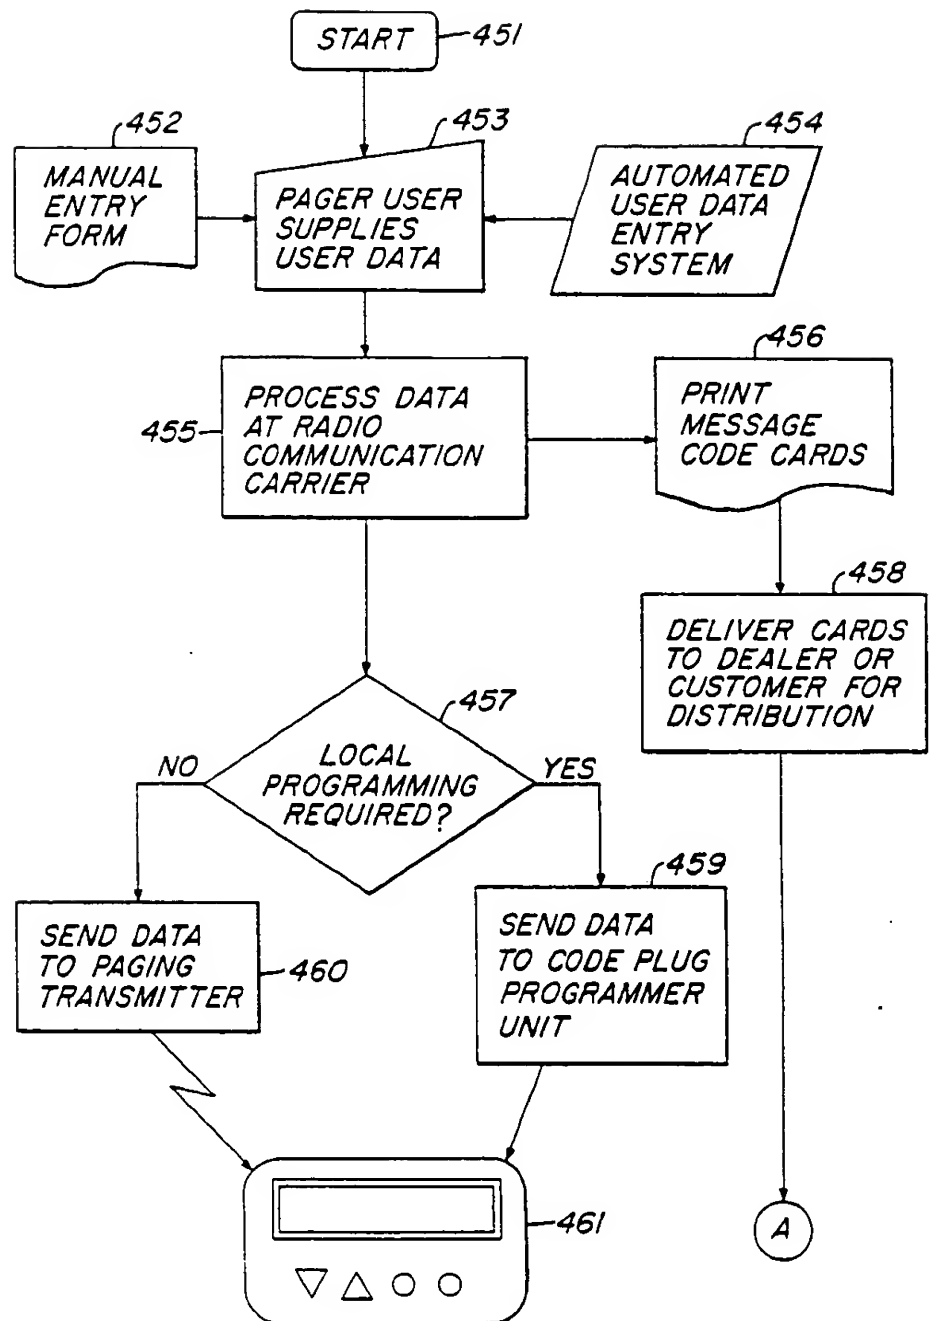 START
451
452
MANUAL
ENTRY
FORM
453
PAGER USER
SUPPLIES
USER DATA
454
AUTOMATED
USER DATA
ENTRY
SYSTEM
455
PROCESS DATA
AT RADIO
COMMUNICATION
CARRIER
456
PRINT
MESSAGE
CODE CARDS
458
DELIVER CARDS
TO DEALER OR
CUSTOMER FOR
DISTRIBUTION
457
LOCAL
PROGRAMMING
REQUIRED?
NO
YES
460
SEND DATA
TO PAGING
TRANSMITTER
459
SEND DATA
TO CODE PLUG
PROGRAMMER
UNIT
461
A